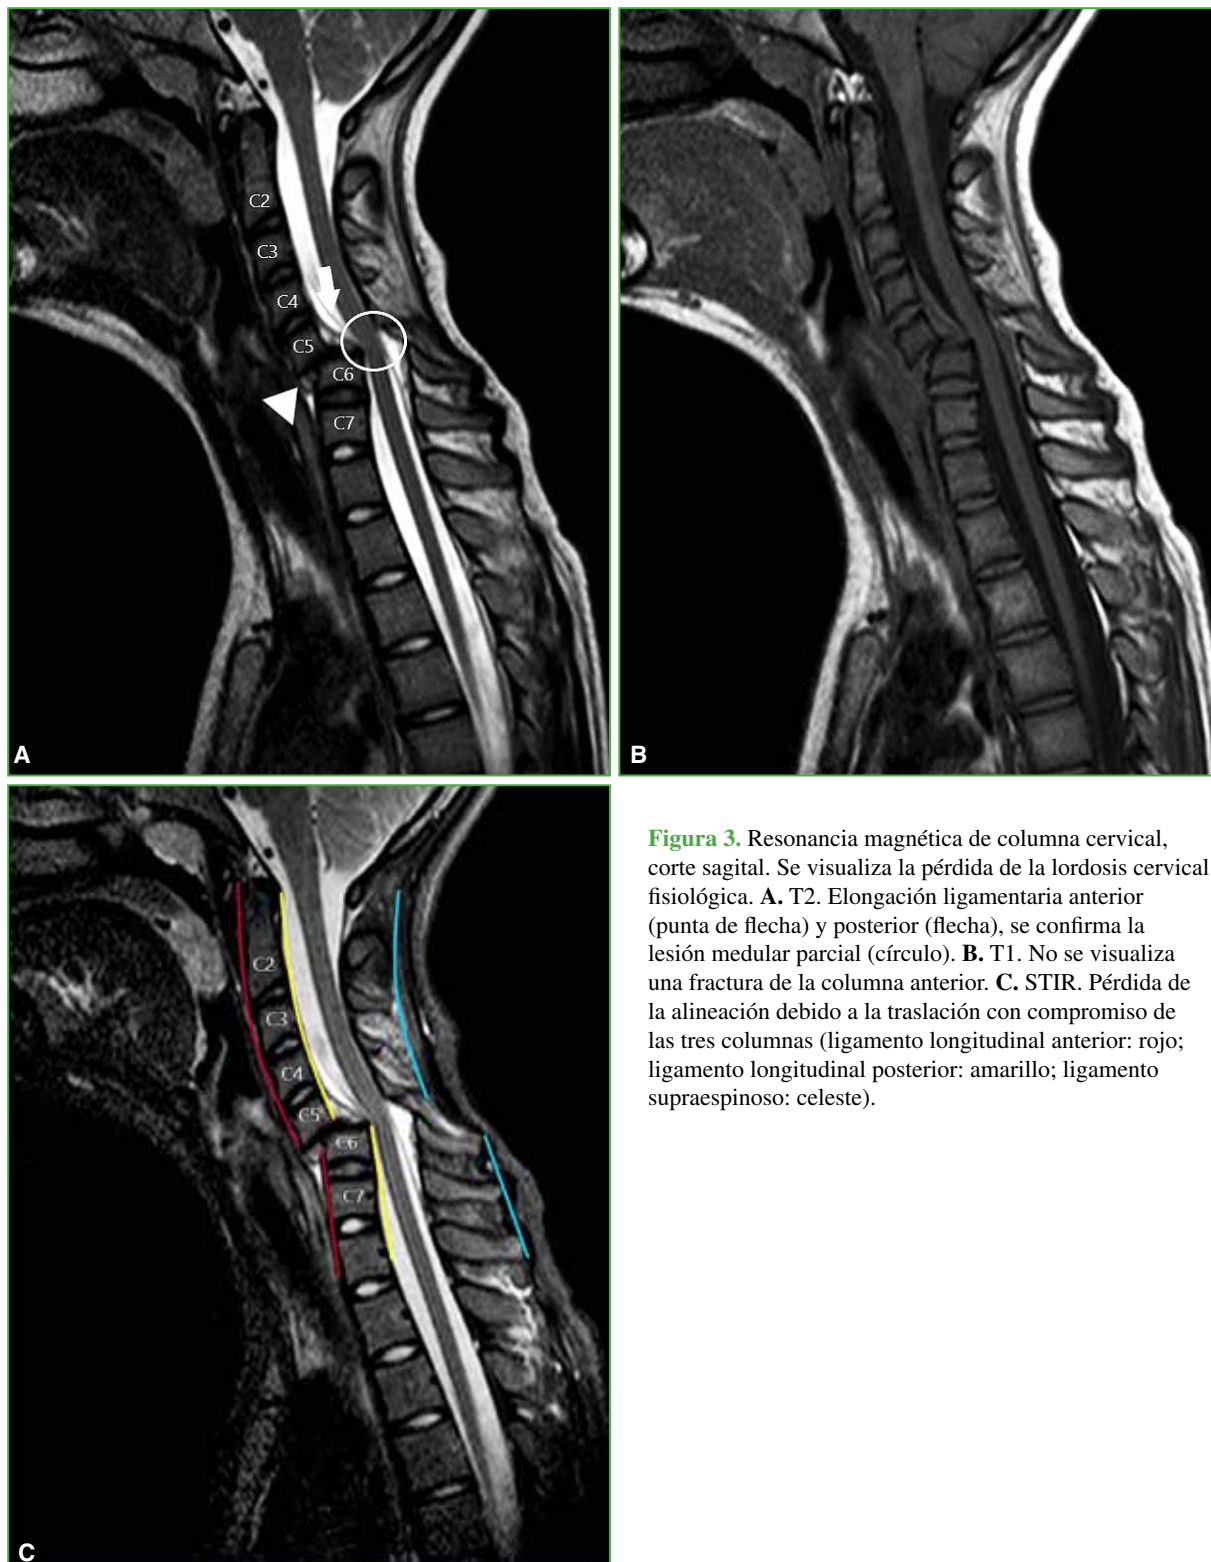 C2
C3
C4
C5
C6
C7
A
B
C2
C3
C4
C5
C6
C7
C
Figura 3. Resonancia magnética de columna cervical,
corte sagital. Se visualiza la pérdida de la lordosis cervical
fisiológica. A. T2. Elongación ligamentaria anterior
(punta de flecha) y posterior (flecha), se confirma la
lesión medular parcial (círculo). B. T1. No se visualiza
una fractura de la columna anterior. C. STIR. Pérdida de
la alineación debido a la traslación con compromiso de
las tres columnas (ligamento longitudinal anterior: rojo;
ligamento longitudinal posterior: amarillo; ligamento
supraespinoso: celeste).